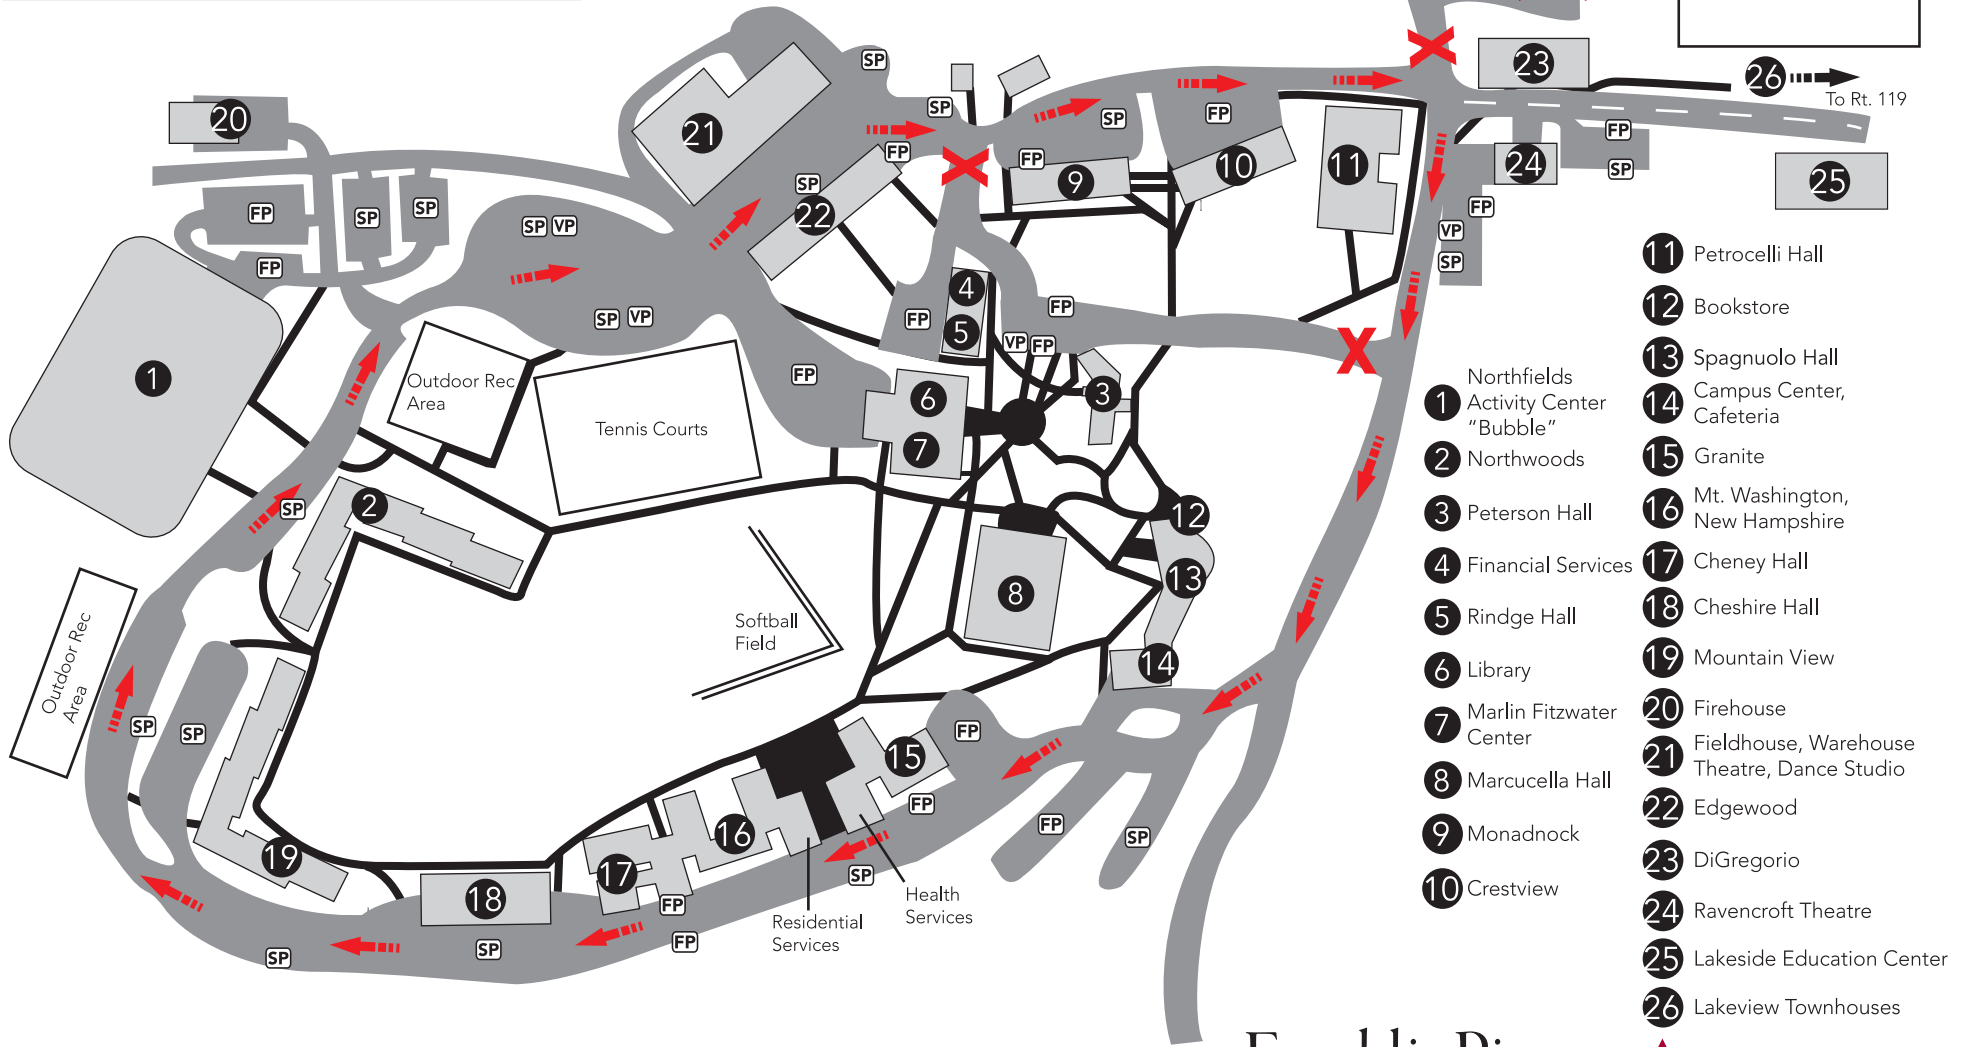 SP
SP
FP
SP
FP
FP
SP
FP
SP
FP
SP
SP
SP VP
FP
SP VP
FP
FP
VP FP
FP
FP
VP
SP
FP
SP
SP
SP
SP
SP
FP
FP
SP
FP
FP
SP
FP
SP
20
21
22
9
10
11
23
24
25
26
To Rt. 119
1
2
3
4
5
6
7
8
12
13
14
15
16
17
18
19
Outdoor Rec
Area
Tennis Courts
Softball
Field
Outdoor Rec
Area
Residential
Services
Health
Services
1 Northfields
Activity Center
"Bubble"
2 Northwoods
3 Peterson Hall
4 Financial Services
5 Rindge Hall
6 Library
7 Marlin Fitzwater
Center
8 Marcucella Hall
9 Monadnock
10 Crestview
11 Petrocelli Hall
12 Bookstore
13 Spagnuolo Hall
14 Campus Center,
Cafeteria
15 Granite
16 Mt. Washington,
New Hampshire
17 Cheney Hall
18 Cheshire Hall
19 Mountain View
20 Firehouse
21 Fieldhouse, Warehouse
Theatre, Dance Studio
22 Edgewood
23 DiGregorio
24 Ravencroft Theatre
25 Lakeside Education Center
26 Lakeview Townhouses